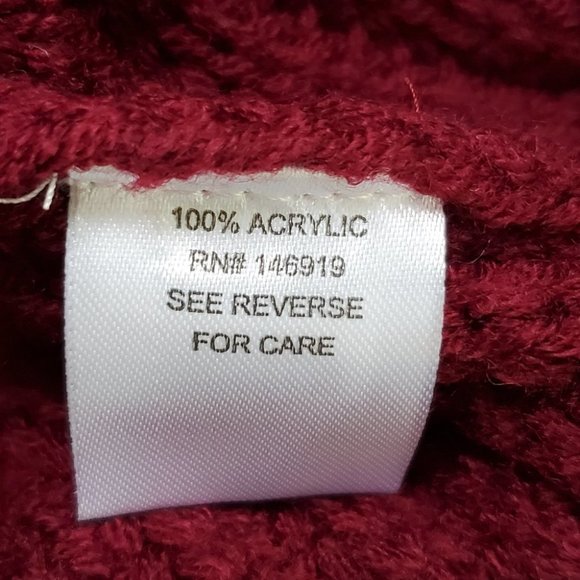 100% ACRYLIC
RN# 146919
SEE REVERSE
FOR CARE